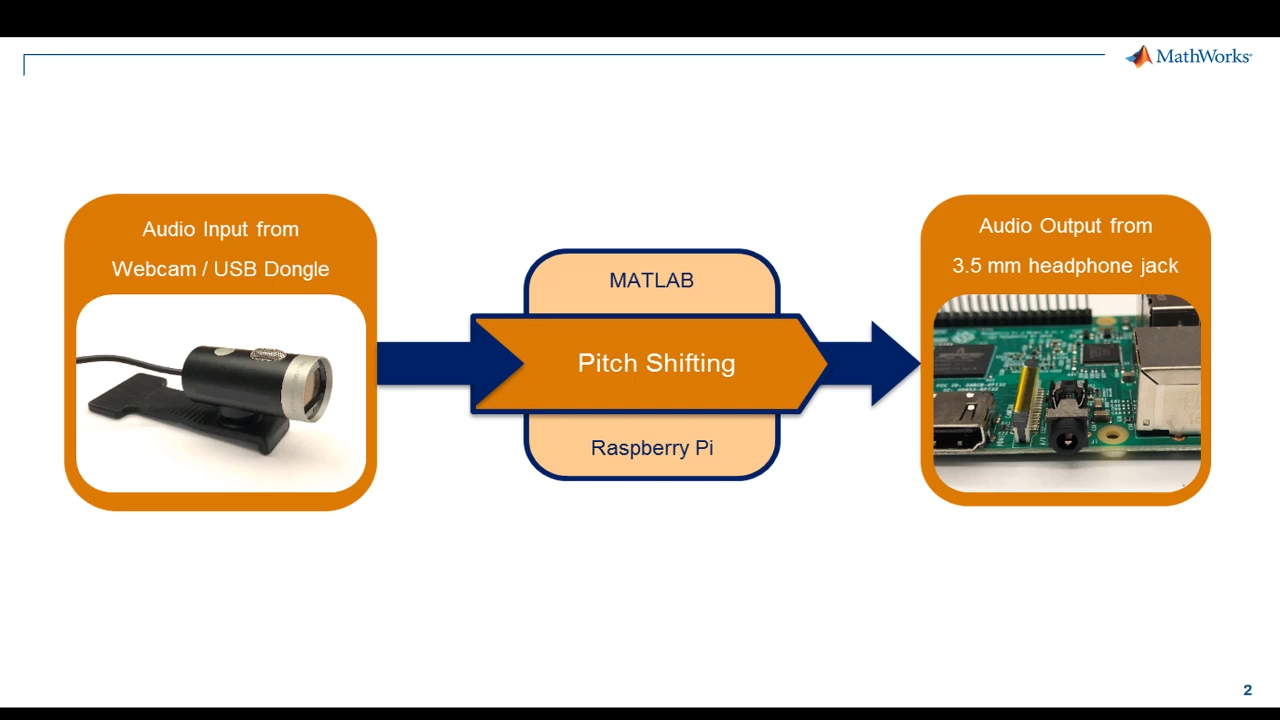 MathWorks®
Audio Input from
Webcam / USB Dongle
MATLAB
Pitch Shifting
Raspberry Pi
Audio Output from
3.5 mm headphone jack
2